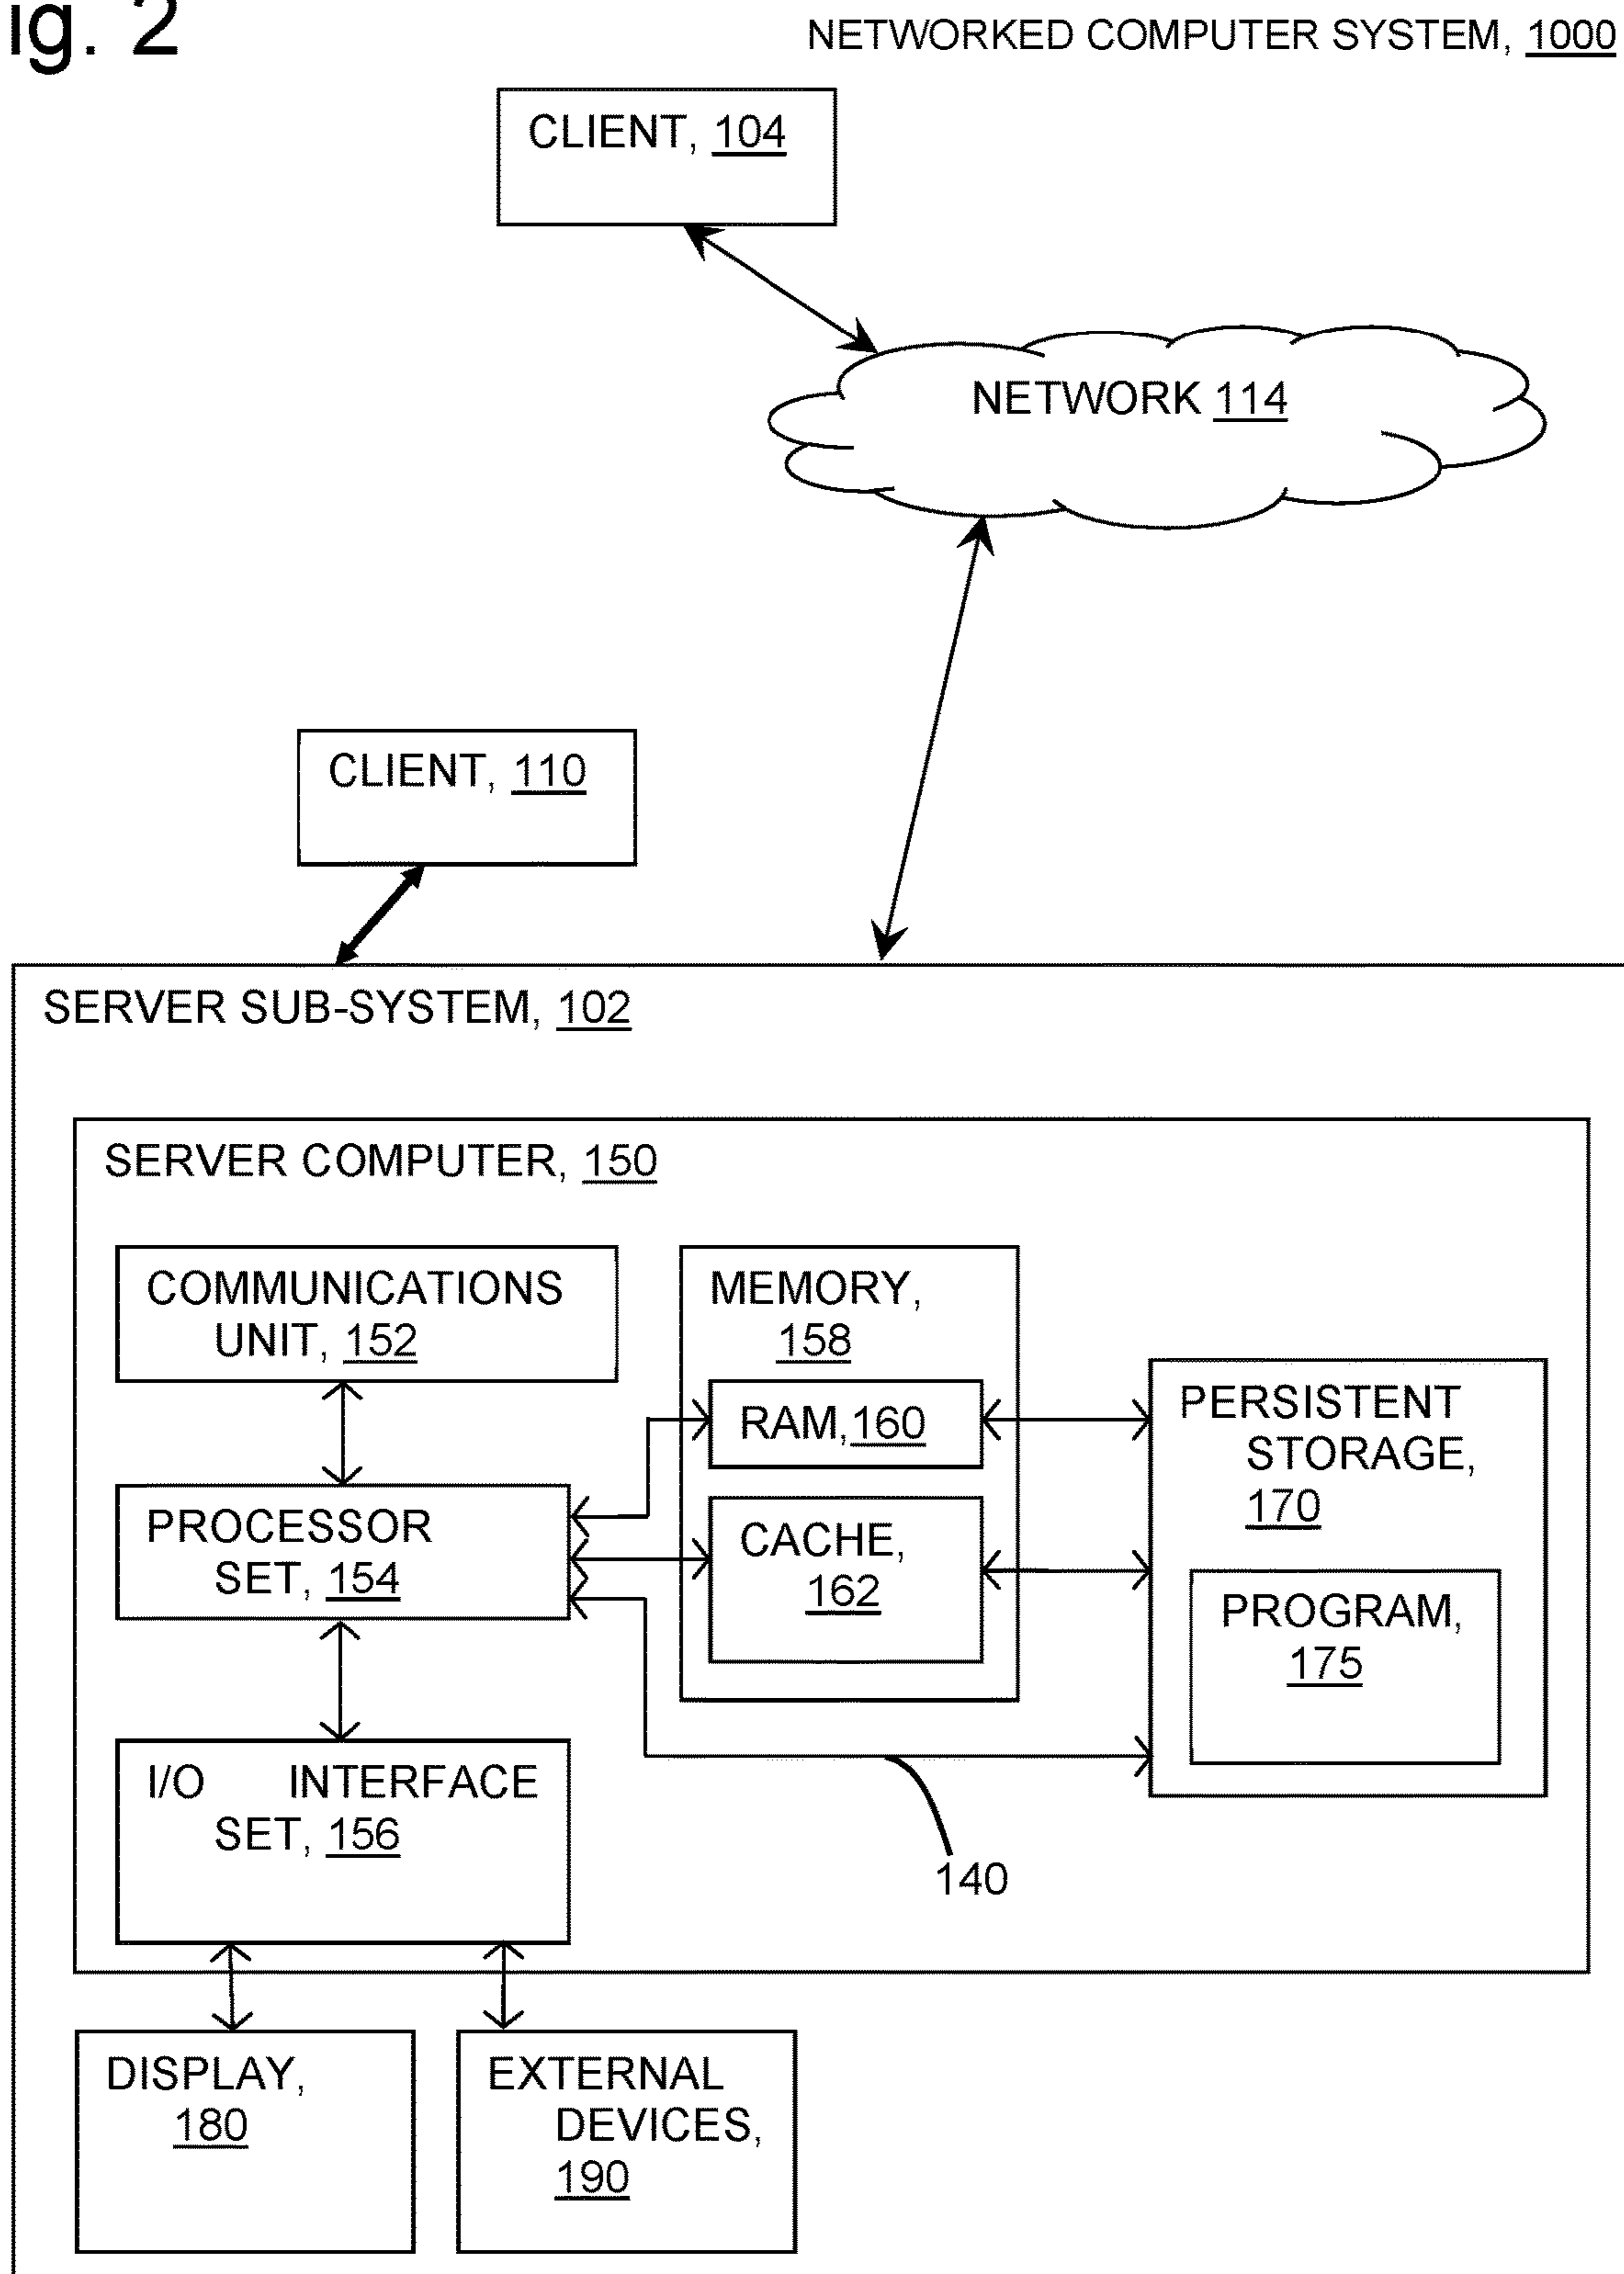 ig. 2
NETWORKED COMPUTER SYSTEM, 1000
CLIENT, 104
NETWORK 114
CLIENT, 110
SERVER SUB-SYSTEM, 102
SERVER COMPUTER, 150
COMMUNICATIONS
UNIT, 152
MEMORY,
158
RAM,160
CACHE,
162
PERSISTENT
STORAGE,
170
PROGRAM,
175
PROCESSOR
SET, 154
I/O INTERFACE
SET, 156
140
DISPLAY,
180
EXTERNAL
DEVICES,
190